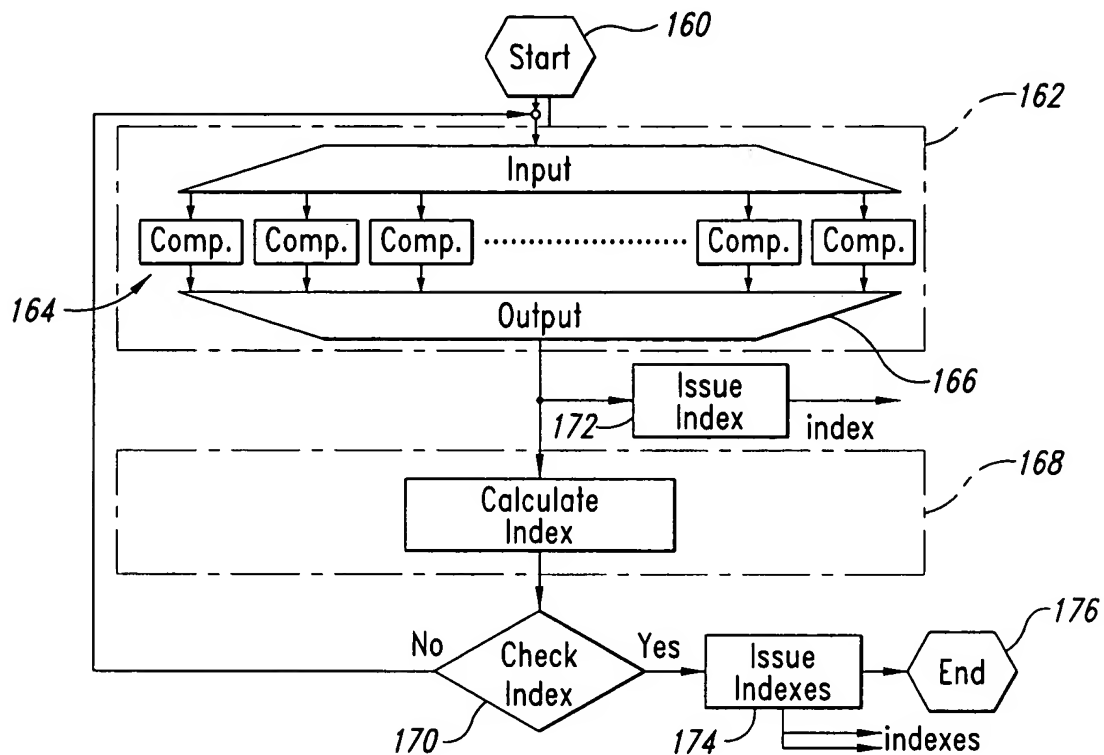 160
Start
162
Input
Comp. Comp. Comp. Comp. Comp.
164
Output
166
Issue
Index
172
index
168
Calculate
Index
176
No
Yes
Check
Index
Issue
Indexes
End
170
174
indexes